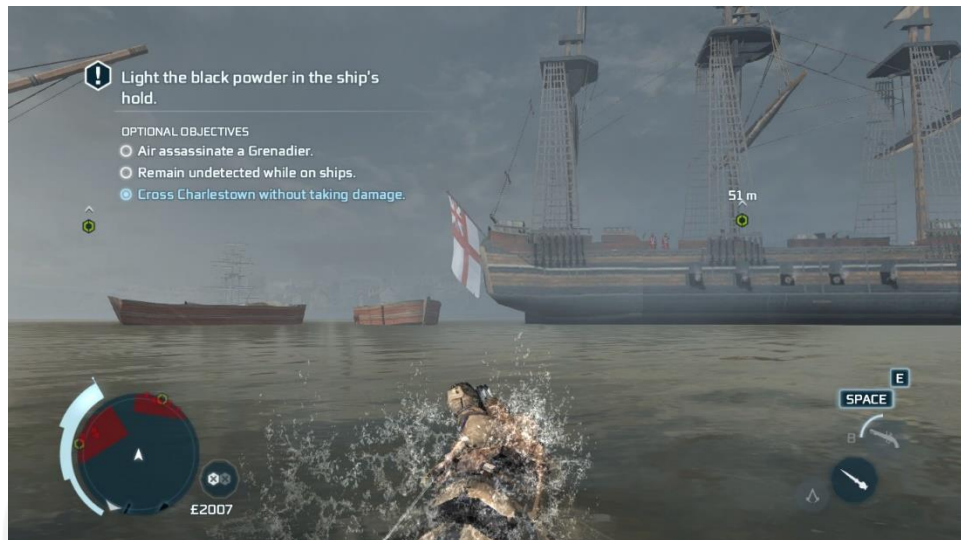 Light the black powder in the ship's
hold.
OPTIONAL OBJECTIVES
Air assassinate a Grenadier.
Remain undetected while on ships.
Cross Charlestown without taking damage.
51 m
E
SPACE
B
£2007